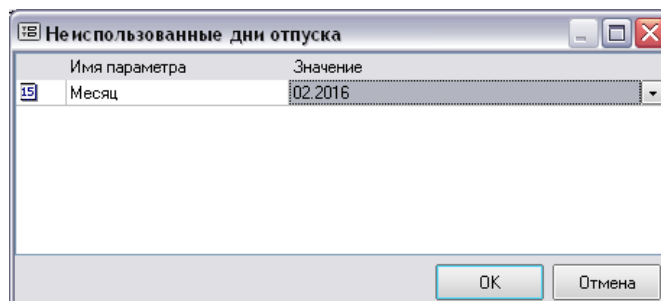 Неиспользованные дни отпуска
Имя параметра Значение
15 Месяц 02.2016
OK Отмена